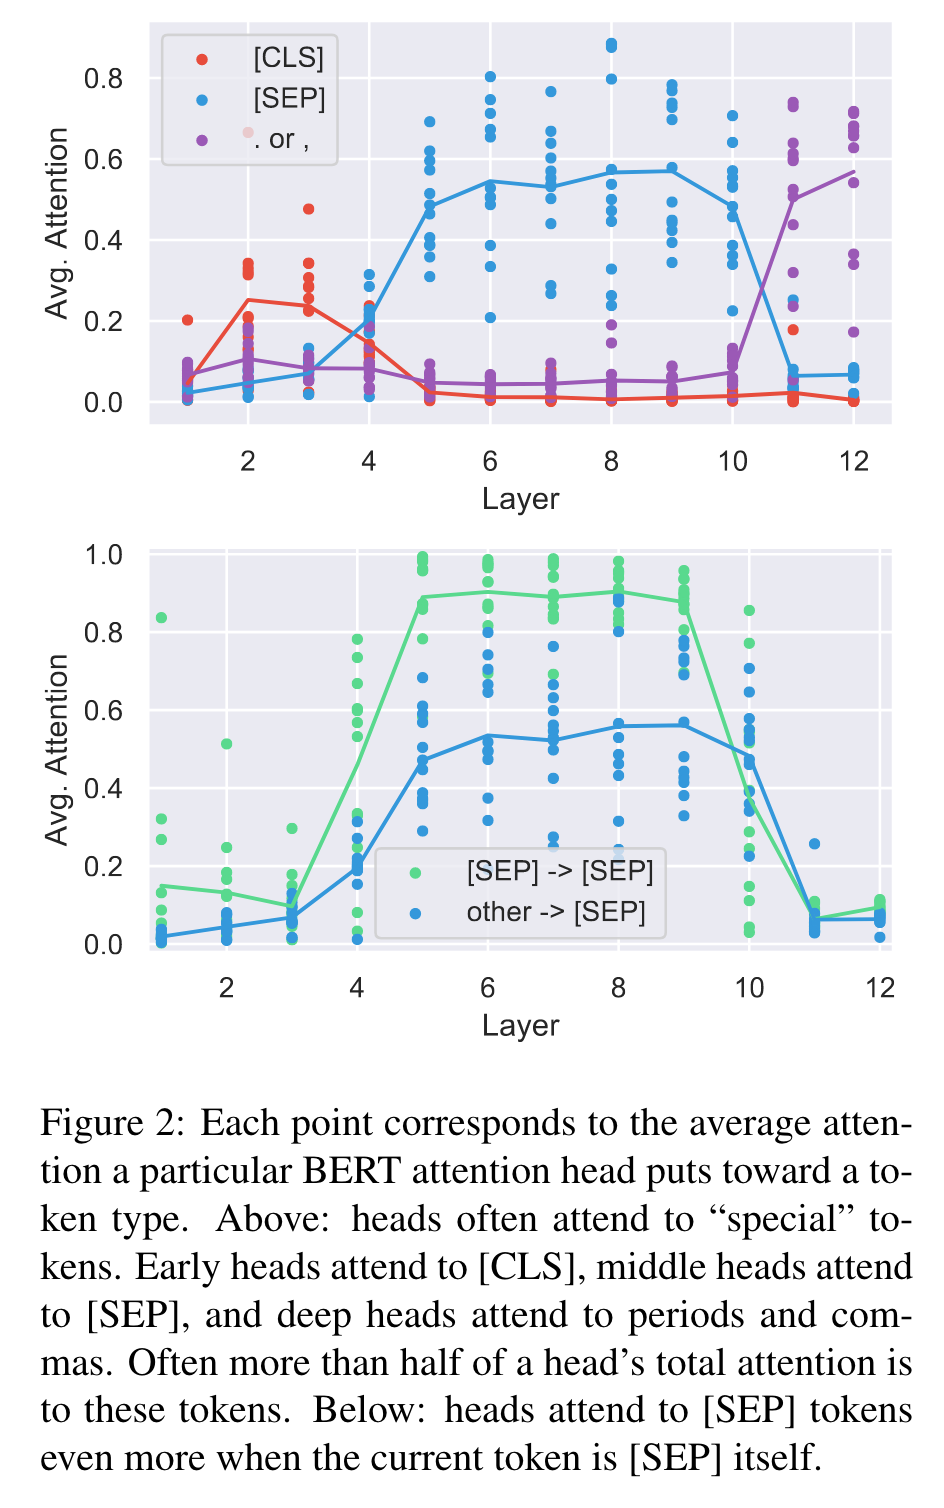 [CLS]
[SEP]
. or ,
0.8
0.6
0.4
0.2
0.0
Avg. Attention
2 4 6 8 10 12
Layer
1.0
0.8
0.6
0.4
0.2
0.0
Avg. Attention
[SEP] -> [SEP]
other -> [SEP]
2 4 6 8 10 12
Layer
Figure 2: Each point corresponds to the average atten-
tion a particular BERT attention head puts toward a to-
ken type. Above: heads often attend to “special” to-
kens. Early heads attend to [CLS], middle heads attend
to [SEP], and deep heads attend to periods and com-
mas. Often more than half of a head’s total attention is
to these tokens. Below: heads attend to [SEP] tokens
even more when the current token is [SEP] itself.